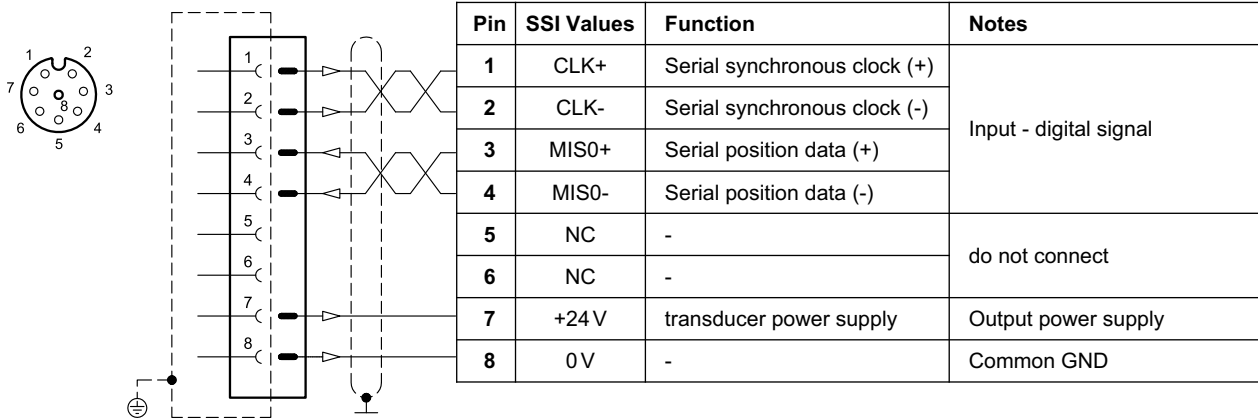 1 2
7 8 3
6 4
5
1
2
3
4
5
6
7
8
Pin SSI Values Function Notes
1 CLK+ Serial synchronous clock (+)
2 CLK- Serial synchronous clock (-)
Input - digital signal
3 MIS0+ Serial position data (+)
4 MIS0- Serial position data (-)
5 NC -
do not connect
6 NC -
7 +24 V transducer power supply Output power supply
8 0 V - Common GND